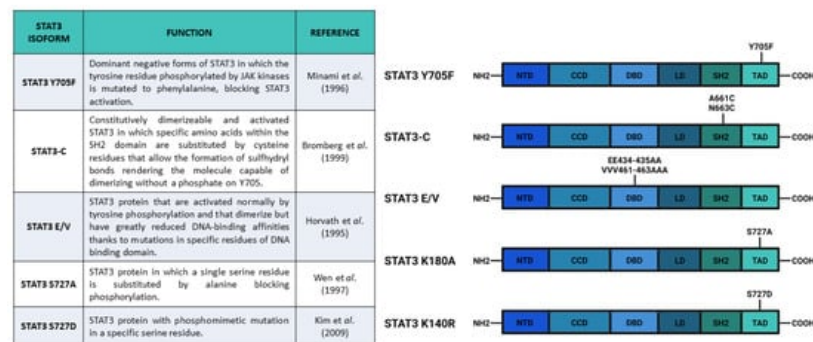 STAT3
ISOFORM
FUNCTION
REFERENCE
STAT3 Y705F
Dominant negative forms of STAT3 in which the
tyrosine residue phosphorylated by JAK kinases
is mutated to phenylalanine, blocking STAT3
activation.
Minami et al.
(1996)
STAT3-C
Constitutively dimerizeable and activated
STAT3 in which specific amino acids within the
SH2 domain are substituted by cysteine
residues that allow the formation of sulfhydryl
bonds rendering the molecule capable of
dimerizing without a phosphate on Y705.
Bromberg et al.
(1999)
STAT3 E/V
STAT3 protein that are activated normally by
tyrosine phosphorylation and that dimerize but
have greatly reduced DNA-binding affinities
thanks to mutations in specific residues of DNA
binding domain.
Horvath et al.
(1995)
STAT3 S727A
STAT3 protein in which a single serine residue
is substituted by alanine blocking
phosphorylation.
Wen et al.
(1997)
STAT3 S727D
STAT3 protein with phosphomimetic mutation
in a specific serine residue.
Kim et al.
(2009)
Y705F
STAT3 Y705F NH2 NTD CCD DBD LD SH2 TAD COOH
A661C
N663C
STAT3-C NH2 NTD CCD DBD LD SH2 TAD COOH
EE434-435AA
VVV461-463AAA
STAT3 E/V NH2 NTD CCD DBD LD SH2 TAD COOH
S727A
STAT3 K180A NH2 NTD CCD DBD LD SH2 TAD COOH
S727D
STAT3 K140R NH2 NTD CCD DBD LD SH2 TAD COOH